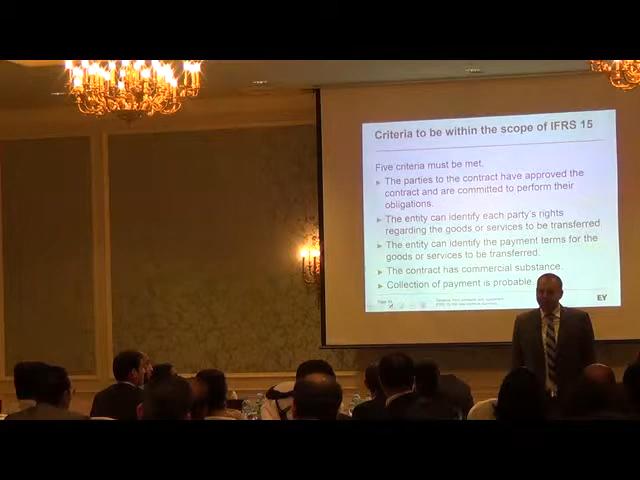 Criteria to be within the scope of IFRS 15
Five criteria must be met.
► The parties to the contract have approved the
contract and are committed to perform their
obligations.
► The entity can identify each party's rights
regarding the goods or services to be transferred.
► The entity can identify the payment terms for the
goods or services to be transferred.
► The contract has commercial substance.
► Collection of payment is probable.
EY